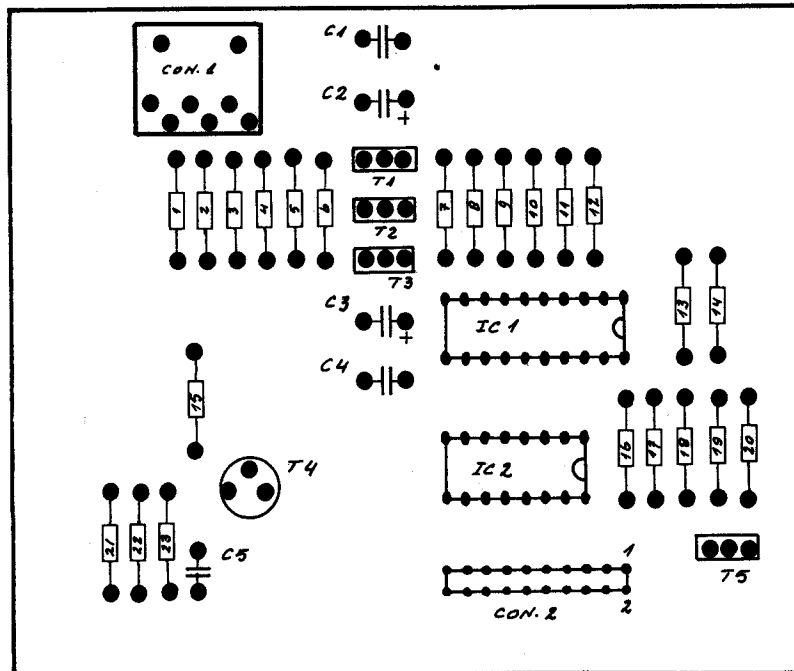 C1
CON. 1
C2
+
T1
1 2 3 4 5 6
7 8 9 10 11 12
T2
T3
C3
+
IC 1
13 14
C4
15
16 17 18 19 20
T4
IC 2
21 22 23
C5
1
T5
CON. 2
2